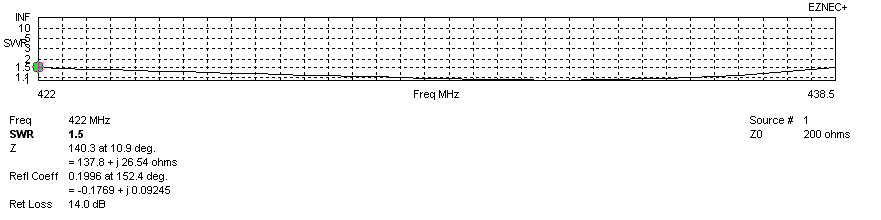 EZNEC+
INF
10
5
SWR
3
2
1.5
1.1
422
Freq MHz
438.5
Freq 422 MHz
Source # 1
SWR 1.5
Z0 200 ohms
Z 140.3 at 10.9 deg.
= 137.8 + j 26.54 ohms
Refl Coeff 0.1996 at 152.4 deg.
= -0.1769 + j 0.09245
Ret Loss 14.0 dB